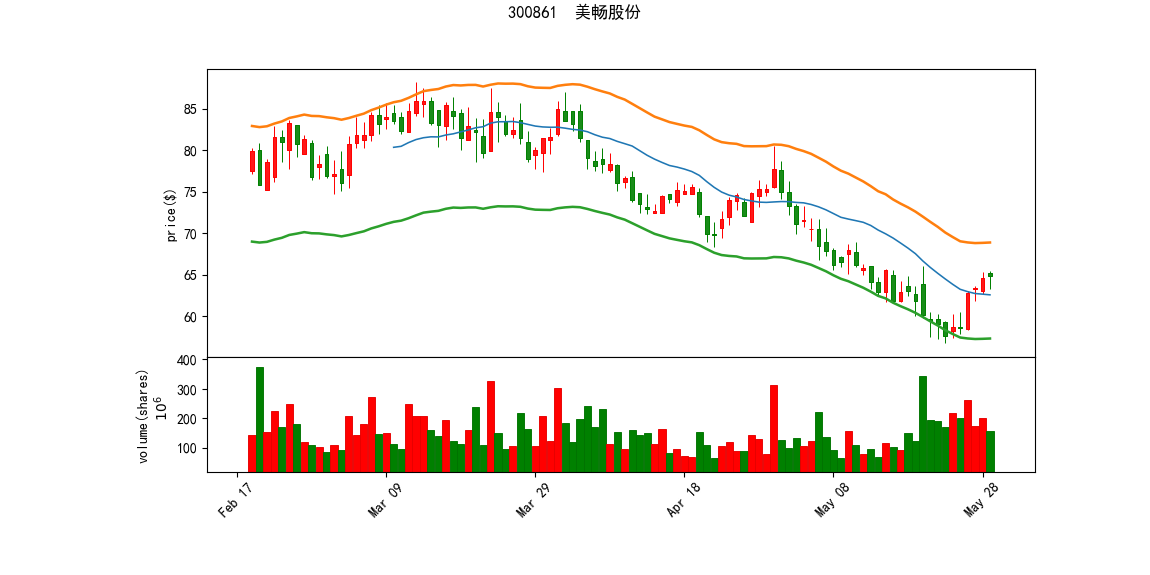 300861 美畅股份
price($)
85
80
75
70
65
60
volume(shares)
10^6
400
300
200
100
Feb 17
Mar 09
Mar 29
Apr 18
May 08
May 28